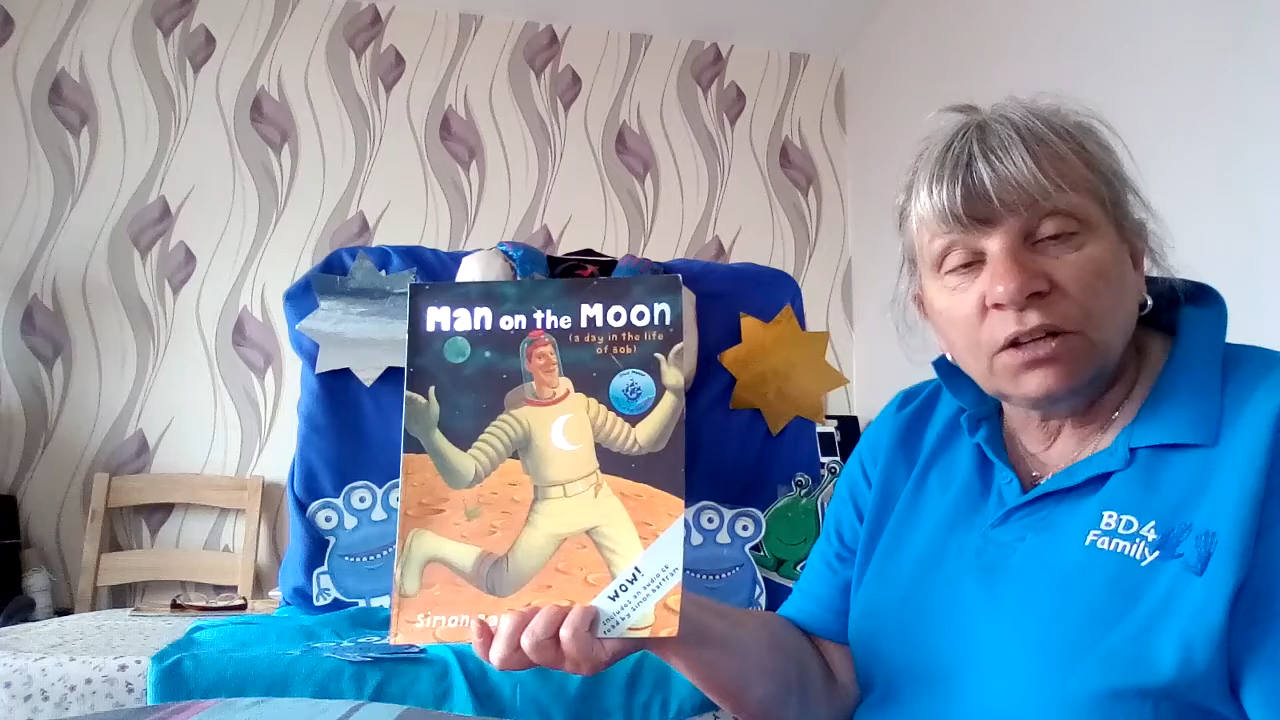 Man on the Moon
(a day in the life
of Bob)
WOW!
Includes an audio CD
read by Simon Bartram
Simon
BD4
Family